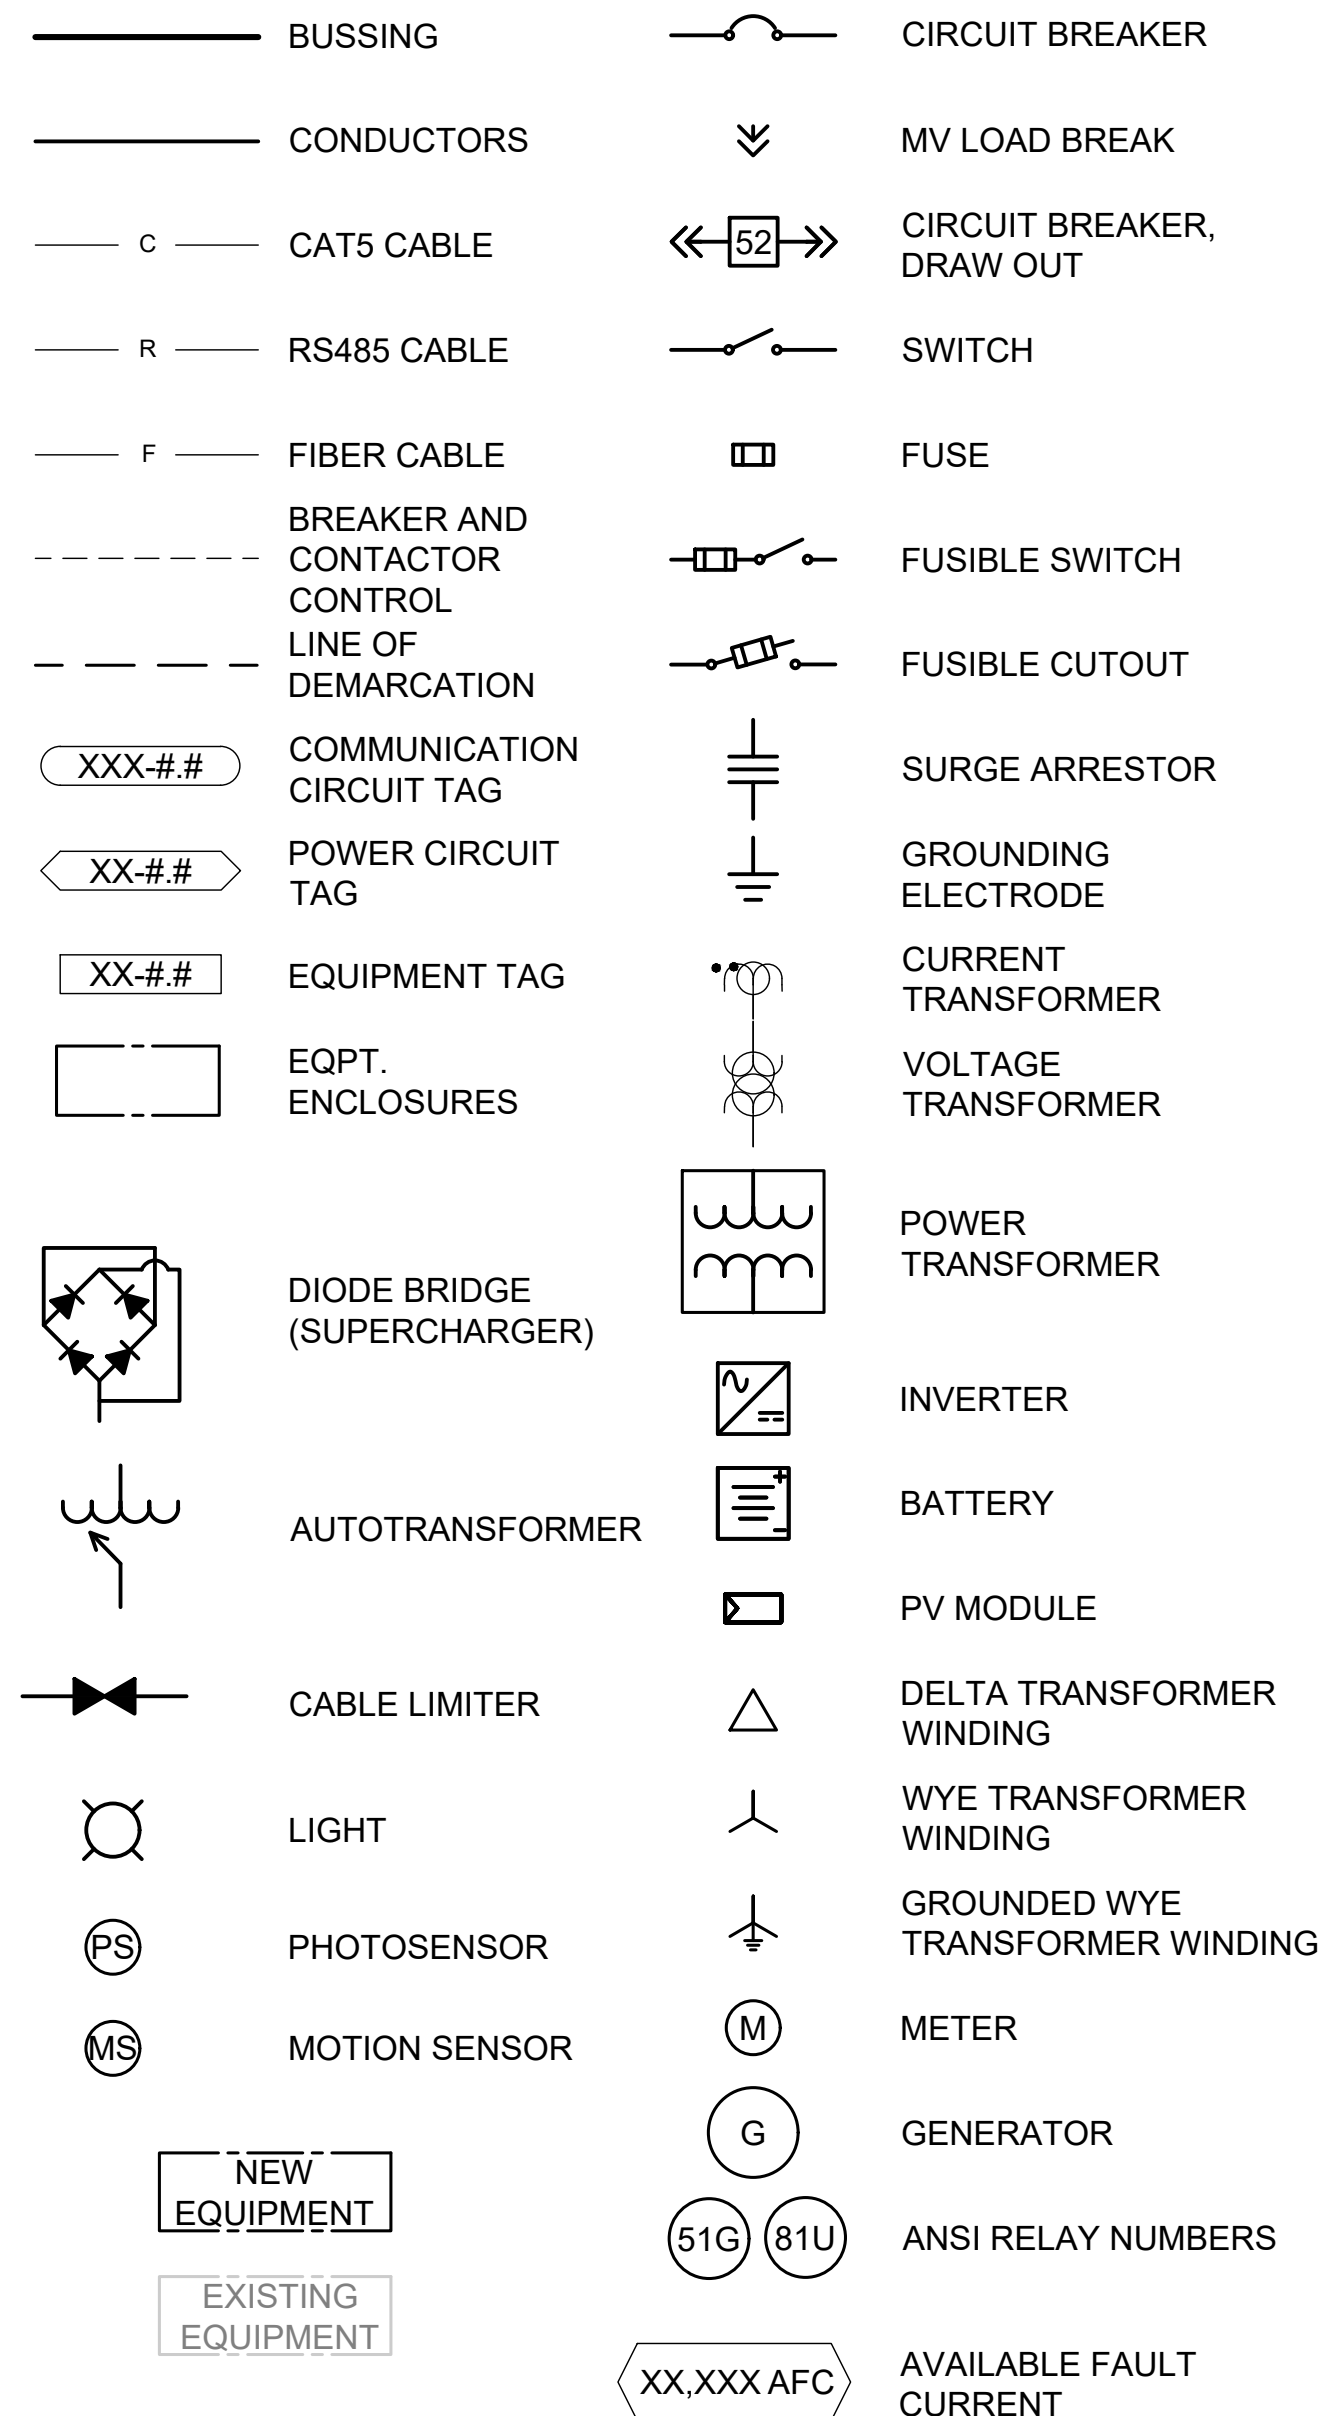 BUSSING
CONDUCTORS
C
CAT5 CABLE
R
RS485 CABLE
F
FIBER CABLE
BREAKER AND
CONTACTOR
CONTROL
LINE OF
DEMARCATION
XXX-#.#
COMMUNICATION
CIRCUIT TAG
XX-#.#
POWER CIRCUIT
TAG
XX-#.#
EQUIPMENT TAG
EQPT.
ENCLOSURES
DIODE BRIDGE
(SUPERCHARGER)
AUTOTRANSFORMER
CABLE LIMITER
LIGHT
PS
PHOTOSENSOR
MS
MOTION SENSOR
NEW
EQUIPMENT
EXISTING
EQUIPMENT
CIRCUIT BREAKER
MV LOAD BREAK
52
CIRCUIT BREAKER,
DRAW OUT
SWITCH
FUSE
FUSIBLE SWITCH
FUSIBLE CUTOUT
SURGE ARRESTOR
GROUNDING
ELECTRODE
CURRENT
TRANSFORMER
VOLTAGE
TRANSFORMER
POWER
TRANSFORMER
INVERTER
BATTERY
PV MODULE
DELTA TRANSFORMER
WINDING
WYE TRANSFORMER
WINDING
GROUNDED WYE
TRANSFORMER WINDING
M
METER
G
GENERATOR
51G 81U
ANSI RELAY NUMBERS
XX,XXX AFC
AVAILABLE FAULT
CURRENT